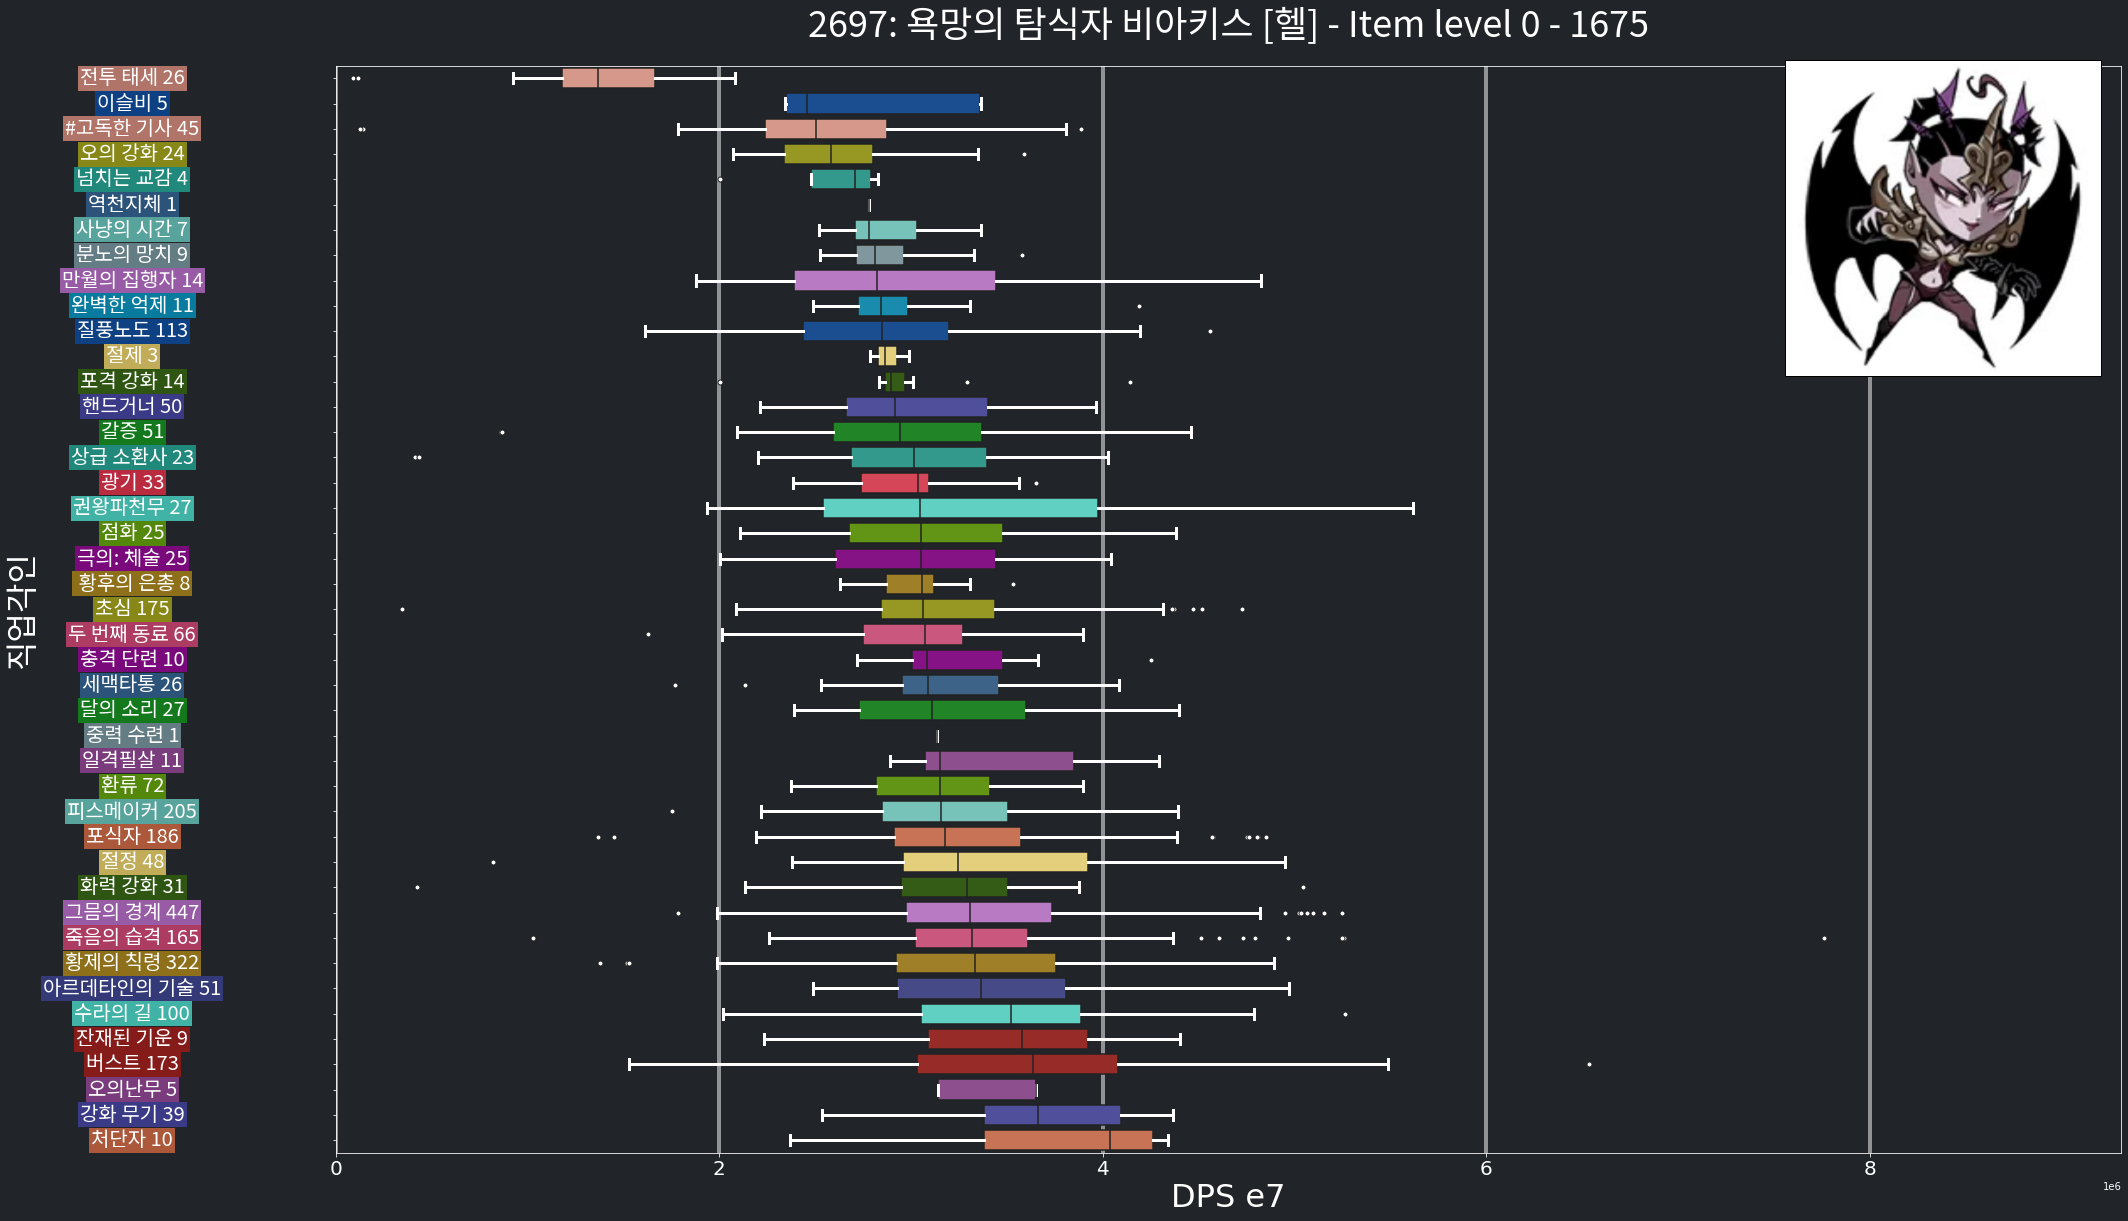 2697: 욕망의 탐식자 비아키스 [헬] - Item level 0 - 1675
직업각인
전투 태세 26
이슬비 5
#고독한 기사 45
오의 강화 24
넘치는 교감 4
역천지체 1
사냥의 시간 7
분노의 망치 9
만월의 집행자 14
완벽한 억제 11
질풍노도 113
절제 3
포격 강화 14
핸드거너 50
갈증 51
상급 소환사 23
광기 33
권왕파천무 27
점화 25
극의: 체술 25
황후의 은총 8
초심 175
두 번째 동료 66
충격 단련 10
세맥타통 26
달의 소리 27
중력 수련 1
일격필살 11
환류 72
피스메이커 205
포식자 186
절정 48
화력 강화 31
그믐의 경계 447
죽음의 습격 165
황제의 칙령 322
아르데타인의 기술 51
수라의 길 100
잔재된 기운 9
버스트 173
오의난무 5
강화 무기 39
처단자 10
0 2 4 6 8
1e6
DPS e7